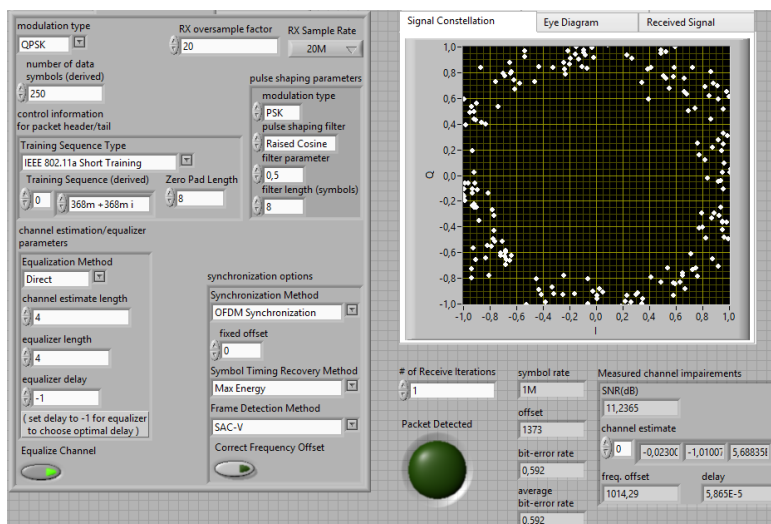 modulation type
QPSK
RX oversample factor
20
RX Sample Rate
20M
number of data
symbols (derived)
250
control information
for packet header/tail
Training Sequence Type
IEEE 802.11a Short Training
Training Sequence (derived)
0
368m +368m i
Zero Pad Length
8
pulse shaping parameters
modulation type
PSK
pulse shaping filter
Raised Cosine
filter parameter
0,5
filter length (symbols)
8
channel estimation/equalizer
parameters
Equalization Method
Direct
channel estimate length
4
equalizer length
4
equalizer delay
-1
( set delay to -1 for equalizer
to choose optimal delay )
Equalize Channel
synchronization options
Synchronization Method
OFDM Synchronization
fixed offset
0
Symbol Timing Recovery Method
Max Energy
Frame Detection Method
SAC-V
Correct Frequency Offset
Signal Constellation
Eye Diagram
Received Signal
1,0
0,8
0,6
0,4
0,2
0,0
-0,2
-0,4
-0,6
-0,8
-1,0
Q
-1,0 -0,8 -0,6 -0,4 -0,2 0,0 0,2 0,4 0,6 0,8 1,0
I
# of Receive Iterations
1
Packet Detected
symbol rate
1M
offset
1373
bit-error rate
0,592
average
bit-error rate
0,592
Measured channel impairements
SNR(dB)
11,2365
channel estimate
0
-0,0230
-1,0100
5,68835
freq. offset
1014,29
delay
5,865E-5